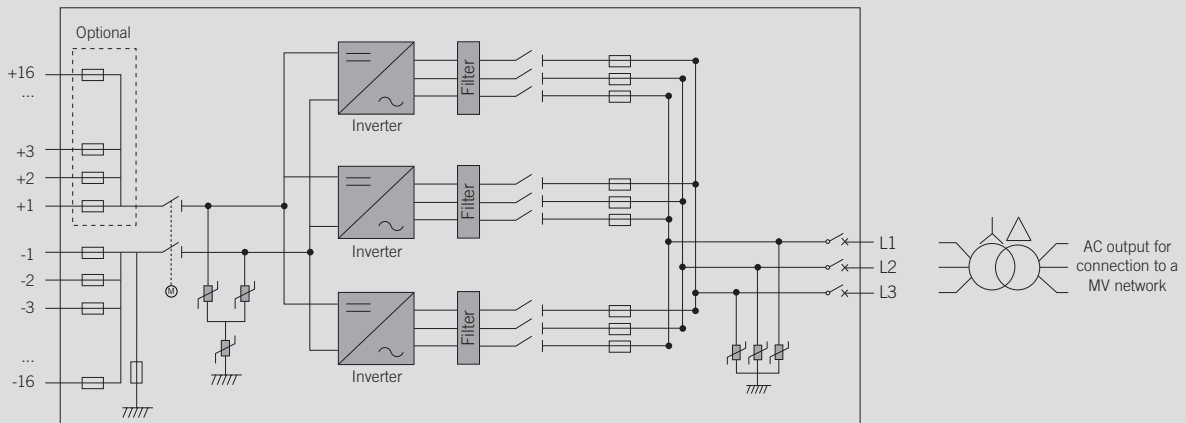 Optional
+16
...
+3
+2
+1
-1
-2
-3
...
-16
M
Inverter
Filter
Inverter
Filter
Inverter
Filter
L1
L2
L3
AC output for
connection to a
MV network